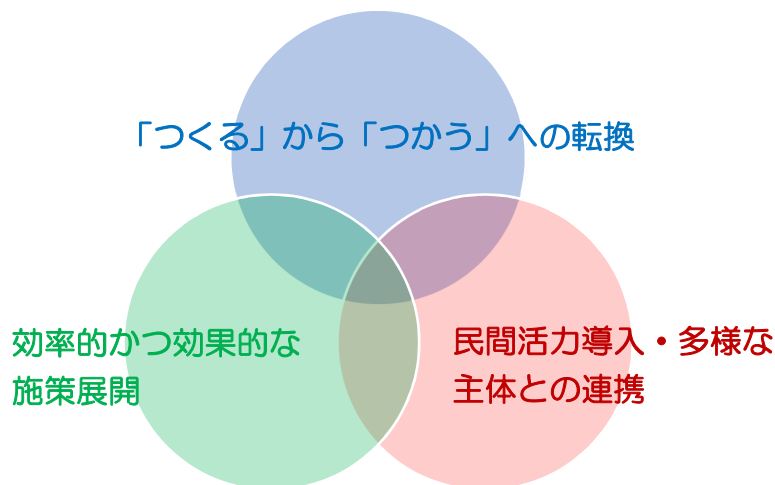 「つくる」から「つかう」への転換
効率的かつ効果的な
施策展開
民間活力導入・多様な
主体との連携